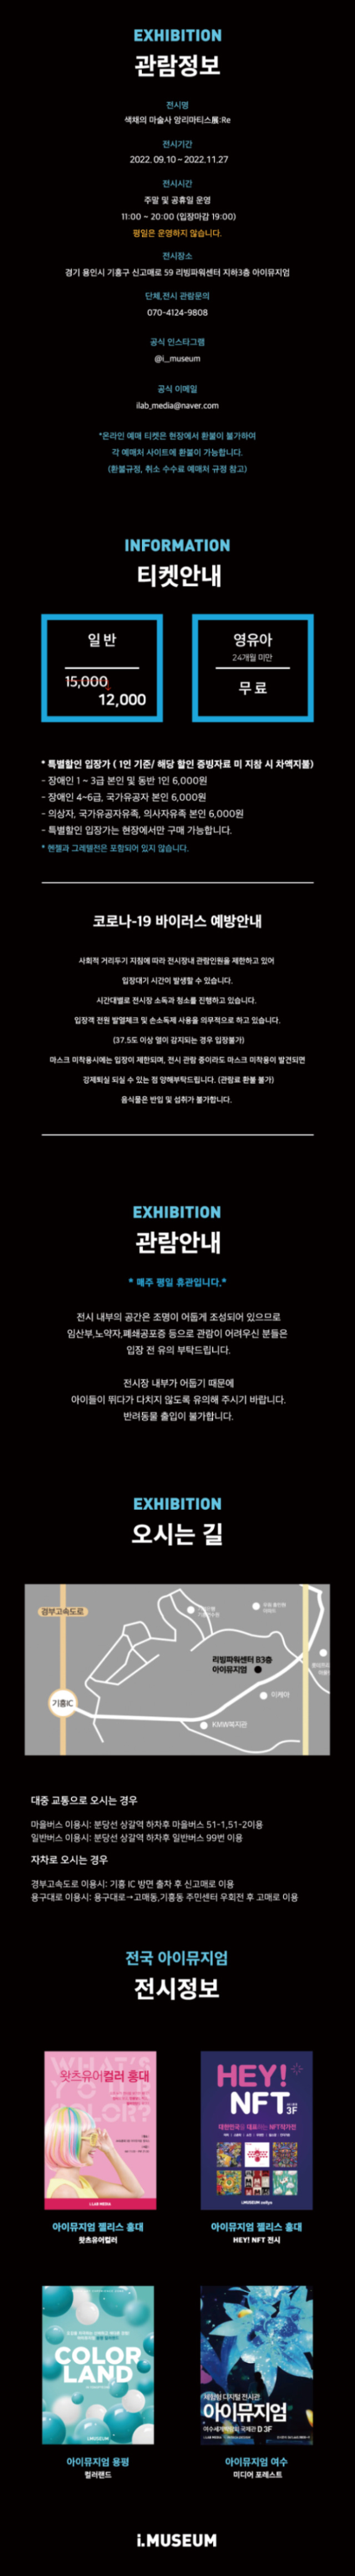 EXHIBITION
관람정보
전시명
색채의 마술사 앙리마티스展:Re
전시기간
2022. 09.10 ~ 2022.11.27
전시시간
주말 및 공휴일 운영
11:00 ~ 20:00 (입장마감 19:00)
평일은 운영하지 않습니다.
전시장소
경기 용인시 기흥구 신고매로 59 리빙파워센터 지하3층 아이뮤지엄
단체,전시 관람문의
070-4124-9808
공식 인스타그램
@i_museum
공식 이메일
ilab_media@naver.com
*온라인 예매 티켓은 현장에서 환불이 불가하여
각 예매처 사이트에 환불이 가능합니다.
(환불규정, 취소 수수료 예매처 규정 참고)
INFORMATION
티켓안내
일반
15,000
12,000
영유아
24개월 미만
무료
* 특별할인 입장가 ( 1인 기준/ 해당 할인 증빙자료 미 지참 시 차액지불)
- 장애인 1 ~ 3급 본인 및 동반 1인 6,000원
- 장애인 4~6급, 국가유공자 본인 6,000원
- 의상자, 국가유공자유족, 의사자유족 본인 6,000원
- 특별할인 입장가는 현장에서만 구매 가능합니다.
* 헨젤과 그레텔전은 포함되어 있지 않습니다.
코로나-19 바이러스 예방안내
사회적 거리두기 지침에 따라 전시장내 관람인원을 제한하고 있어
입장대기 시간이 발생할 수 있습니다.
시간대별로 전시장 소독과 청소를 진행하고 있습니다.
입장객 전원 발열체크 및 손소독제 사용을 의무적으로 하고 있습니다.
(37.5도 이상 열이 감지되는 경우 입장불가)
마스크 미착용시에는 입장이 제한되며, 전시 관람 중이라도 마스크 미착용이 발견되면
강제퇴실 되실 수 있는 점 양해부탁드립니다. (관람료 환불 불가)
음식물은 반입 및 섭취가 불가합니다.
EXHIBITION
관람안내
* 매주 평일 휴관입니다.*
전시 내부의 공간은 조명이 어둡게 조성되어 있으므로
임산부,노약자,폐쇄공포증 등으로 관람이 어려우신 분들은
입장 전 유의 부탁드립니다.
전시장 내부가 어둡기 때문에
아이들이 뛰다가 다치지 않도록 유의해 주시기 바랍니다.
반려동물 출입이 불가합니다.
EXHIBITION
오시는 길
경부고속도로
리빙파워센터 B3층
아이뮤지엄
기흥IC
이케아
KMW복지관
대중 교통으로 오시는 경우
마을버스 이용시: 분당선 상갈역 하차후 마을버스 51-1,51-2이용
일반버스 이용시: 분당선 상갈역 하차후 일반버스 99번 이용
자차로 오시는 경우
경부고속도로 이용시: 기흥 IC 방면 출차 후 신고매로 이용
용구대로 이용시: 용구대로→고매동,기흥동 주민센터 우회전 후 고매로 이용
전국 아이뮤지엄
전시정보
왓츠유어컬러 홍대
HEY!
NFT 3F
대한민국을 대표하는 NFT작가전
아이뮤지엄 젤리스 홍대
왓츠유어컬러
아이뮤지엄 젤리스 홍대
HEY! NFT 전시
COLOR
LAND
체험형 디지털 전시관
아이뮤지엄
여수세계박람회 국제관 D 3F
아이뮤지엄 용평
컬러랜드
아이뮤지엄 여수
미디어 포레스트
i.MUSEUM